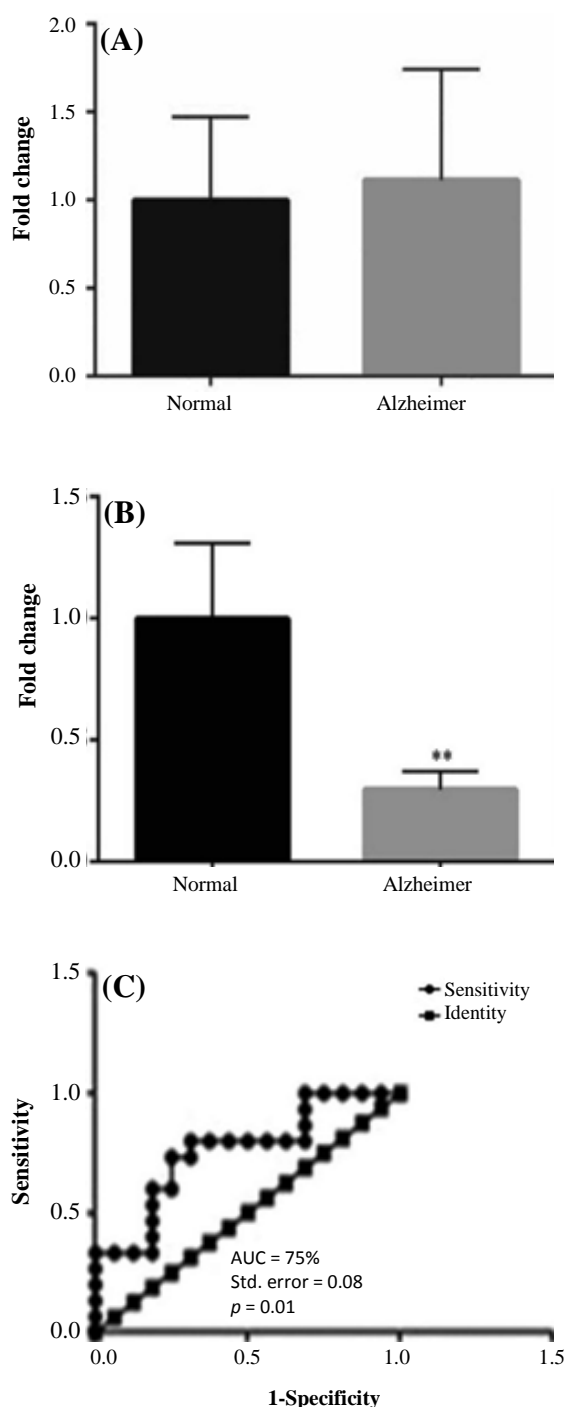 (A)
Fold change
2.0
1.5
1.0
0.5
0.0
Normal
Alzheimer
(B)
Fold change
1.5
1.0
0.5
0.0
**
Normal
Alzheimer
(C)
Sensitivity
1.5
1.0
0.5
0.0
Sensitivity
Identity
AUC = 75%
Std. error = 0.08
p = 0.01
0.0
0.5
1.0
1.5
1-Specificity